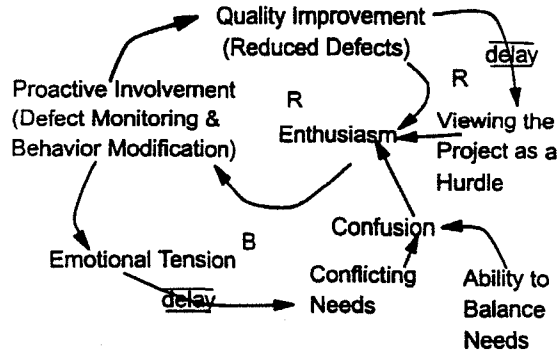 Quality Improvement
(Reduced Defects)
delay
R
R
Proactive Involvement
(Defect Monitoring &
Behavior Modification)
Enthusiasm
Viewing the
Project as a
Hurdle
Confusion
B
Emotional Tension
delay
Conflicting
Needs
Ability to
Balance
Needs